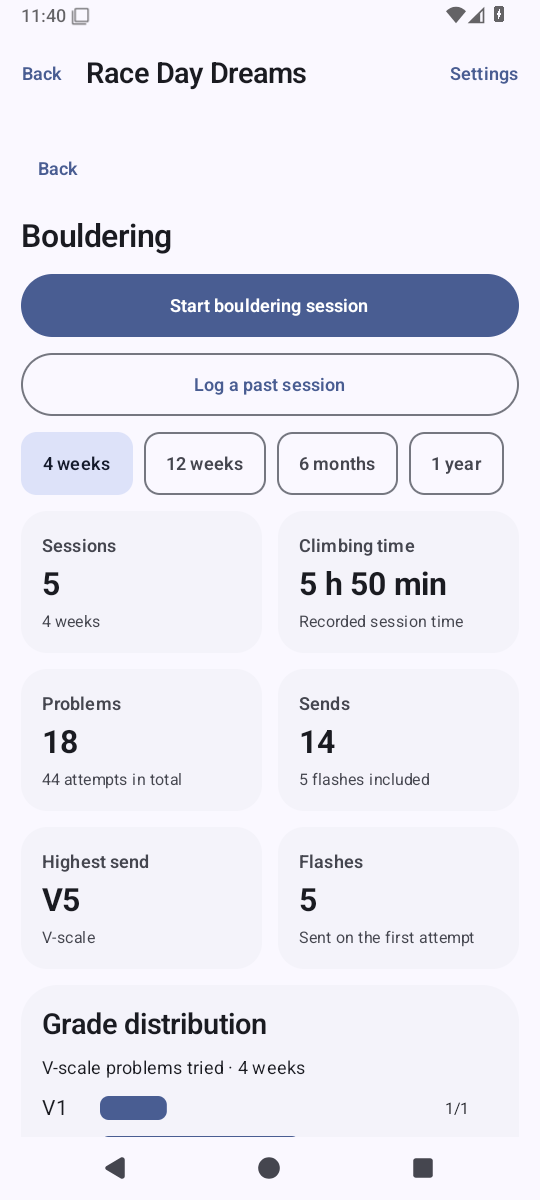 11:40
Back Race Day Dreams Settings
Back
Bouldering
Start bouldering session
Log a past session
4 weeks 12 weeks 6 months 1 year
Sessions
5
4 weeks
Climbing time
5 h 50 min
Recorded session time
Problems
18
44 attempts in total
Sends
14
5 flashes included
Highest send
V5
V-scale
Flashes
5
Sent on the first attempt
Grade distribution
V-scale problems tried · 4 weeks
V1 1/1